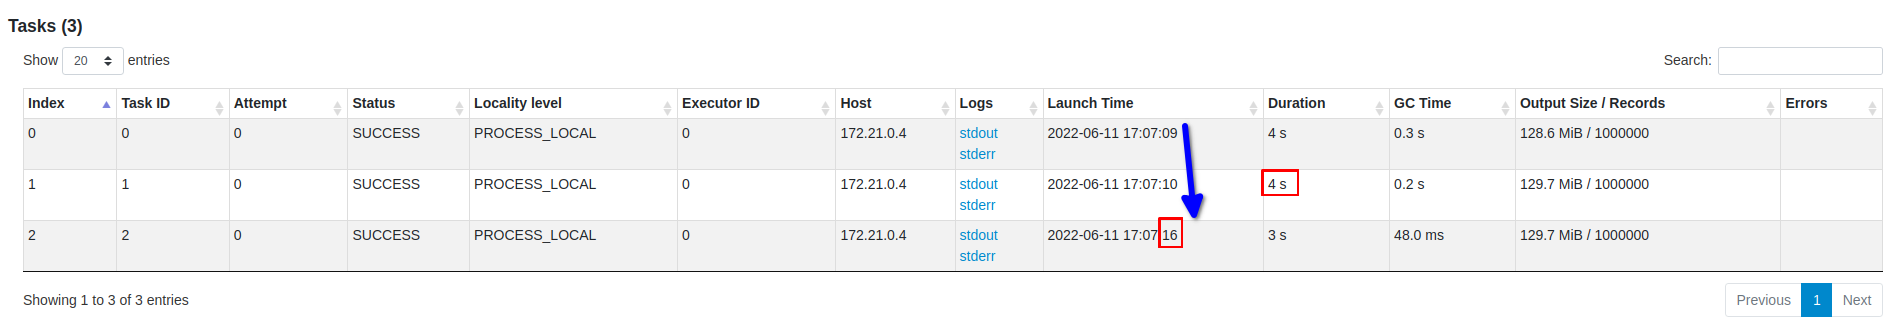 Tasks (3)
Show 20 entries Search:
Index Task ID Attempt Status Locality level Executor ID Host Logs Launch Time Duration GC Time Output Size / Records Errors
0 0 0 SUCCESS PROCESS_LOCAL 0 172.21.0.4 stdout 2022-06-11 17:07:09 4 s 0.3 s 128.6 MiB / 1000000
stderr
1 1 0 SUCCESS PROCESS_LOCAL 0 172.21.0.4 stdout 2022-06-11 17:07:10 4 s 0.2 s 129.7 MiB / 1000000
stderr
2 2 0 SUCCESS PROCESS_LOCAL 0 172.21.0.4 stdout 2022-06-11 17:07:16 3 s 48.0 ms 129.7 MiB / 1000000
stderr
Showing 1 to 3 of 3 entries Previous 1 Next